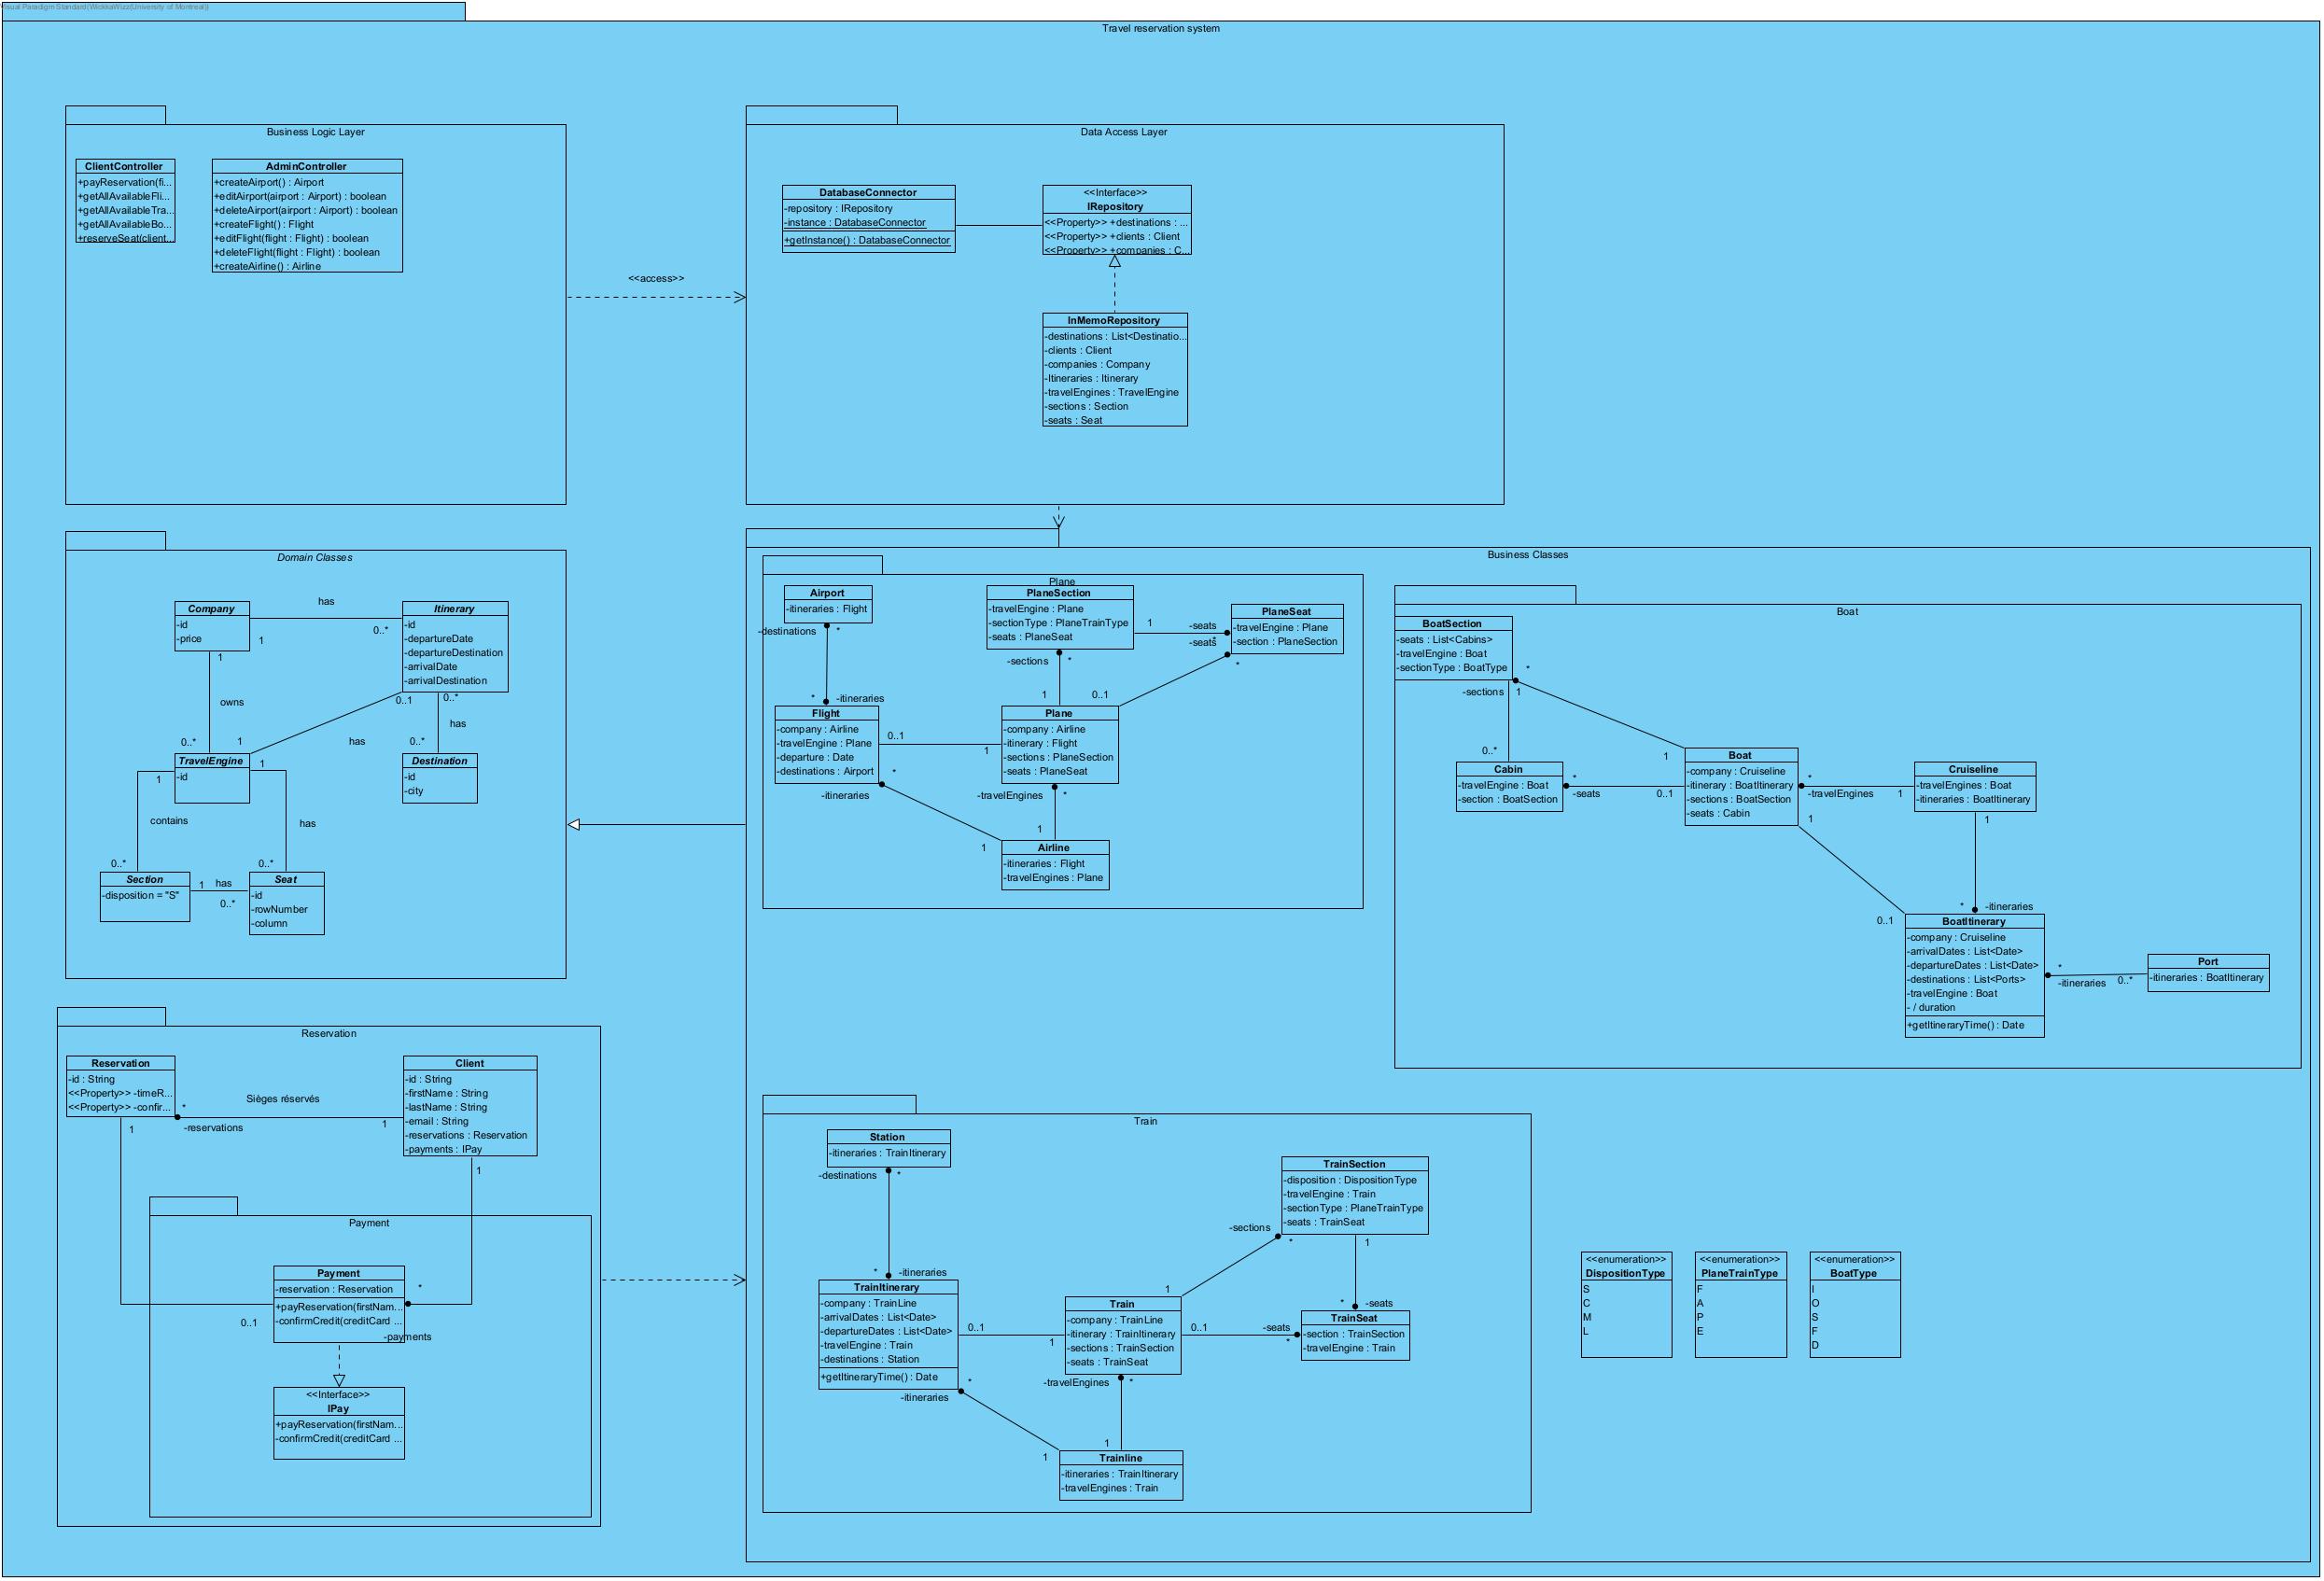 Visual Paradigm Standard(WickkaWizz(University of Montreal))
Travel reservation system
Business Logic Layer
ClientController
+payReservation(fi...
+getAllAvailableFli...
+getAllAvailableTra...
+getAllAvailableBo...
+reserveSeat(client...
AdminController
+createAirport() : Airport
+editAirport(airport : Airport) : boolean
+deleteAirport(airport : Airport) : boolean
+createFlight() : Flight
+editFlight(flight : Flight) : boolean
+deleteFlight(flight : Flight) : boolean
+createAirline() : Airline
<<access>>
Data Access Layer
DatabaseConnector
-repository : IRepository
-instance : DatabaseConnector
+getInstance() : DatabaseConnector
<<Interface>>
IRepository
<<Property>> +destinations : ...
<<Property>> +clients : Client
<<Property>> +companies : C...
InMemoRepository
-destinations : List<Destinatio...
-clients : Client
-companies : Company
-Itineraries : Itinerary
-travelEngines : TravelEngine
-sections : Section
-seats : Seat
Domain Classes
Company
-id
-price
has
1
0..*
Itinerary
-id
-departureDate
-departureDestination
-arrivalDate
-arrivalDestination
1
owns
0..*
1
0..1
has
0..*
has
0..*
TravelEngine
-id
Destination
-id
-city
1
contains
0..*
1
has
0..*
Section
-disposition = "S"
1
has
0..*
Seat
-id
-rowNumber
-column
Business Classes
Plane
Airport
-itineraries : Flight
-destinations
*
*
-itineraries
PlaneSection
-travelEngine : Plane
-sectionType : PlaneTrainType
-seats : PlaneSeat
1
-seats
*
-seats
*
PlaneSeat
-travelEngine : Plane
-section : PlaneSection
-sections
*
1
0..1
Flight
-company : Airline
-travelEngine : Plane
-departure : Date
-destinations : Airport
0..1
1
Plane
-company : Airline
-itinerary : Flight
-sections : PlaneSection
-seats : PlaneSeat
*
-itineraries
-travelEngines
*
1
1
Airline
-itineraries : Flight
-travelEngines : Plane
Boat
BoatSection
-seats : List<Cabins>
-travelEngine : Boat
-sectionType : BoatType
*
-sections
1
0..*
1
Cabin
-travelEngine : Boat
-section : BoatSection
*
-seats
0..1
Boat
-company : Cruiseline
-itinerary : BoatItinerary
-sections : BoatSection
-seats : Cabin
*
-travelEngines
1
Cruiseline
-travelEngines : Boat
-itineraries : BoatItinerary
1
1
0..1
*
-itineraries
BoatItinerary
-company : Cruiseline
-arrivalDates : List<Date>
-departureDates : List<Date>
-destinations : List<Ports>
-travelEngine : Boat
- / duration
+getItineraryTime() : Date
*
-itineraries
0..*
Port
-itineraries : BoatItinerary
Reservation
Reservation
-id : String
<<Property>> -timeR...
<<Property>> -confir...
Sièges réservés
*
-reservations
1
Client
-id : String
-firstName : String
-lastName : String
-email : String
-reservations : Reservation
-payments : IPay
1
1
Payment
Payment
-reservation : Reservation
+payReservation(firstNam...
-confirmCredit(creditCard ...
0..1
*
-payments
<<Interface>>
IPay
+payReservation(firstNam...
-confirmCredit(creditCard ...
Train
Station
-itineraries : TrainItinerary
-destinations
*
*
-itineraries
TrainSection
-disposition : DispositionType
-travelEngine : Train
-sectionType : PlaneTrainType
-seats : TrainSeat
-sections
*
1
1
*
-seats
TrainItinerary
-company : TrainLine
-arrivalDates : List<Date>
-departureDates : List<Date>
-travelEngine : Train
-destinations : Station
+getItineraryTime() : Date
0..1
1
Train
-company : TrainLine
-itinerary : TrainItinerary
-sections : TrainSection
-seats : TrainSeat
0..1
-seats
*
TrainSeat
-section : TrainSection
-travelEngine : Train
*
-itineraries
-travelEngines
*
1
1
Trainline
-itineraries : TrainItinerary
-travelEngines : Train
<<enumeration>>
DispositionType
S
C
M
L
<<enumeration>>
PlaneTrainType
F
A
P
E
<<enumeration>>
BoatType
I
O
S
F
D